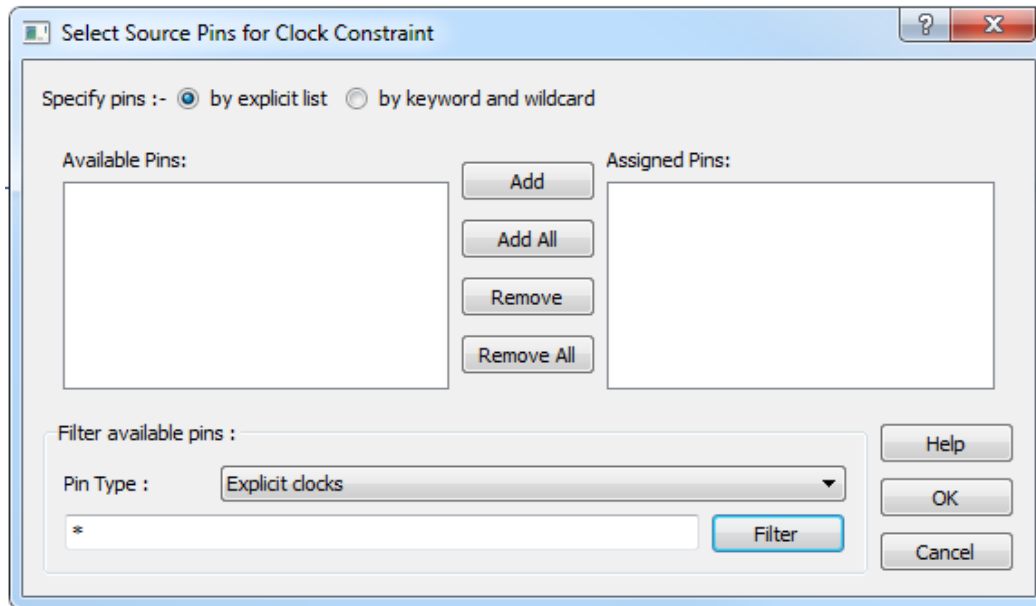 Select Source Pins for Clock Constraint
Specify pins :- by explicit list by keyword and wildcard
Available Pins:
Assigned Pins:
Add
Add All
Remove
Remove All
Filter available pins :
Pin Type : Explicit clocks
*
Filter
Help
OK
Cancel